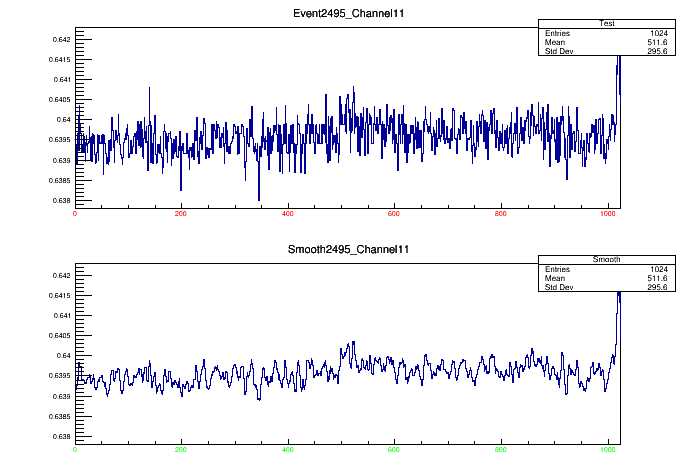 Event2495_Channel11
Test
Entries 1024
Mean 511.6
Std Dev 295.6
0.642
0.6415
0.641
0.6405
0.64
0.6395
0.639
0.6385
0.638
0 200 400 600 800 1000
Smooth2495_Channel11
Smooth
Entries 1024
Mean 511.6
Std Dev 295.6
0.642
0.6415
0.641
0.6405
0.64
0.6395
0.639
0.6385
0.638
0 200 400 600 800 1000